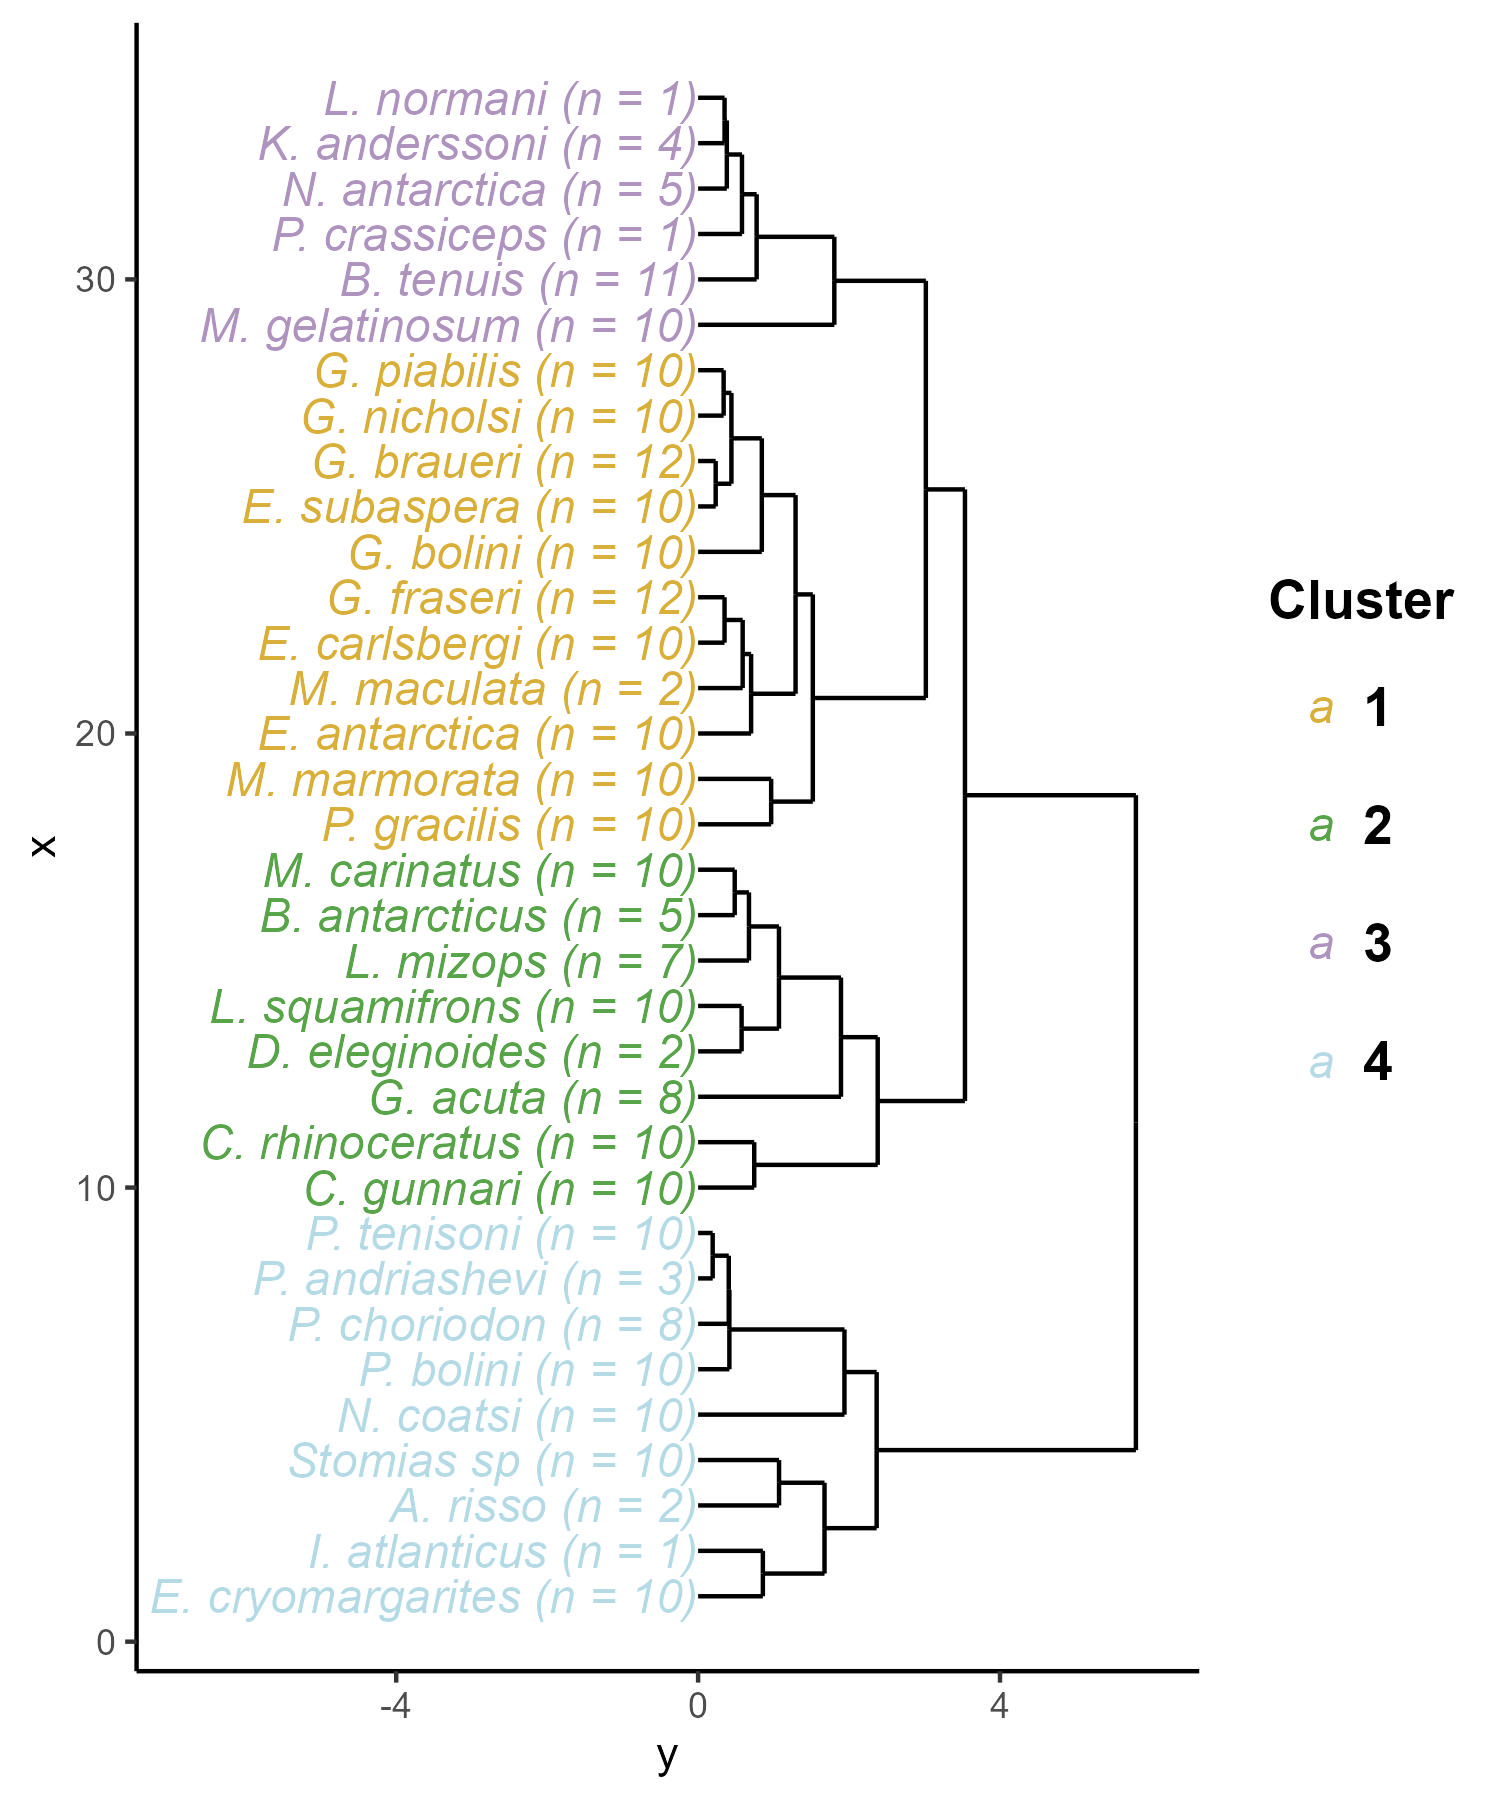 L. normani (n = 1)
K. anderssoni (n = 4)
N. antarctica (n = 5)
P. crassiceps (n = 1)
B. tenuis (n = 11)
M. gelatinosum (n = 10)
G. piabilis (n = 10)
G. nicholsi (n = 10)
G. braueri (n = 12)
E. subaspera (n = 10)
G. bolini (n = 10)
G. fraseri (n = 12)
E. carlsbergi (n = 10)
M. maculata (n = 2)
E. antarctica (n = 10)
M. marmorata (n = 10)
P. gracilis (n = 10)
M. carinatus (n = 10)
B. antarcticus (n = 5)
L. mizops (n = 7)
L. squamifrons (n = 10)
D. eleginoides (n = 2)
G. acuta (n = 8)
C. rhinoceratus (n = 10)
C. gunnari (n = 10)
P. tenisoni (n = 10)
P. andriashevi (n = 3)
P. choriodon (n = 8)
P. bolini (n = 10)
N. coatsi (n = 10)
Stomias sp (n = 10)
A. risso (n = 2)
I. atlanticus (n = 1)
E. cryomargarites (n = 10)
30
20
10
0
x
-4 0 4
y
Cluster
a 1
a 2
a 3
a 4